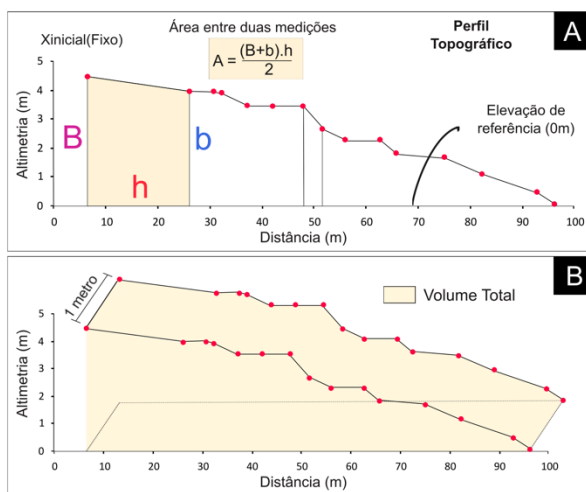 Xinicial(Fixo)
Área entre duas medições
A = (B+b).h
2
Perfil
Topográfico
A
Elevação de
referência (0m)
Altimetria (m)
5
4
3
2
1
0
B
b
h
0 10 20 30 40 50 60 70 80 90 100
Distância (m)
B
1 metro
Volume Total
Altimetria (m)
5
4
3
2
1
0
0 10 20 30 40 50 60 70 80 90 100
Distância (m)